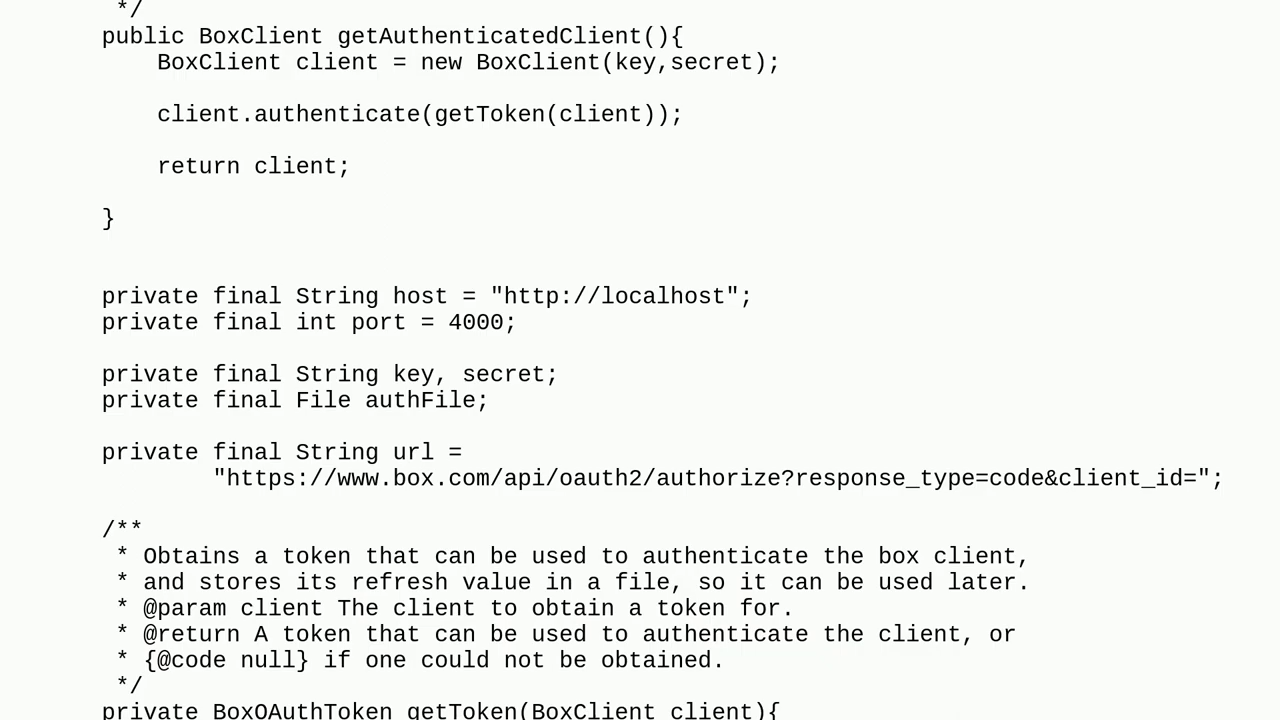 */
public BoxClient getAuthenticatedClient(){
BoxClient client = new BoxClient(key,secret);
client.authenticate(getToken(client));
return client;
}
private final String host = "http://localhost";
private final int port = 4000;
private final String key, secret;
private final File authFile;
private final String url =
"https://www.box.com/api/oauth2/authorize?response_type=code&client_id=";
/**
* Obtains a token that can be used to authenticate the box client,
* and stores its refresh value in a file, so it can be used later.
* @param client The client to obtain a token for.
* @return A token that can be used to authenticate the client, or
* {@code null} if one could not be obtained.
*/
private BoxOAuthToken getToken(BoxClient client){